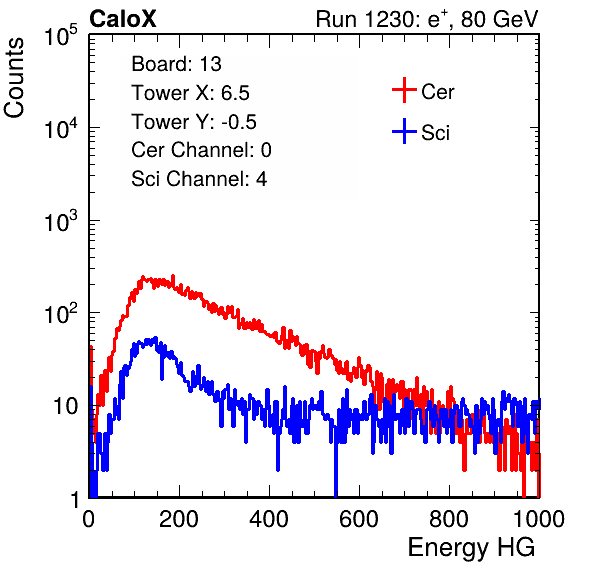 CaloX Run 1230: e⁺, 80 GeV
Counts
10⁵
10⁴
10³
10²
10
1
Board: 13
Tower X: 6.5
Tower Y: -0.5
Cer Channel: 0
Sci Channel: 4
Cer
Sci
0 200 400 600 800 1000
Energy HG